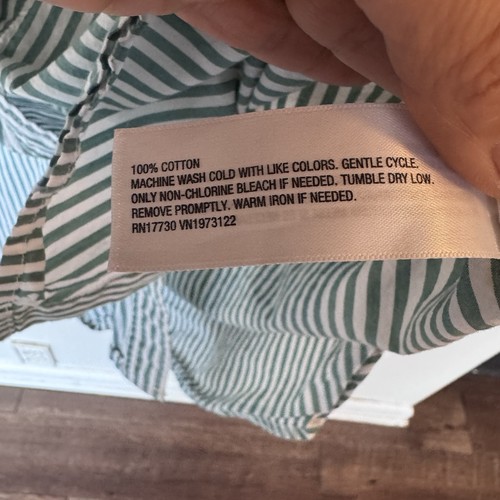 100% COTTON
MACHINE WASH COLD WITH LIKE COLORS. GENTLE CYCLE.
ONLY NON-CHLORINE BLEACH IF NEEDED. TUMBLE DRY LOW.
REMOVE PROMPTLY. WARM IRON IF NEEDED.
RN17730 VN1973122